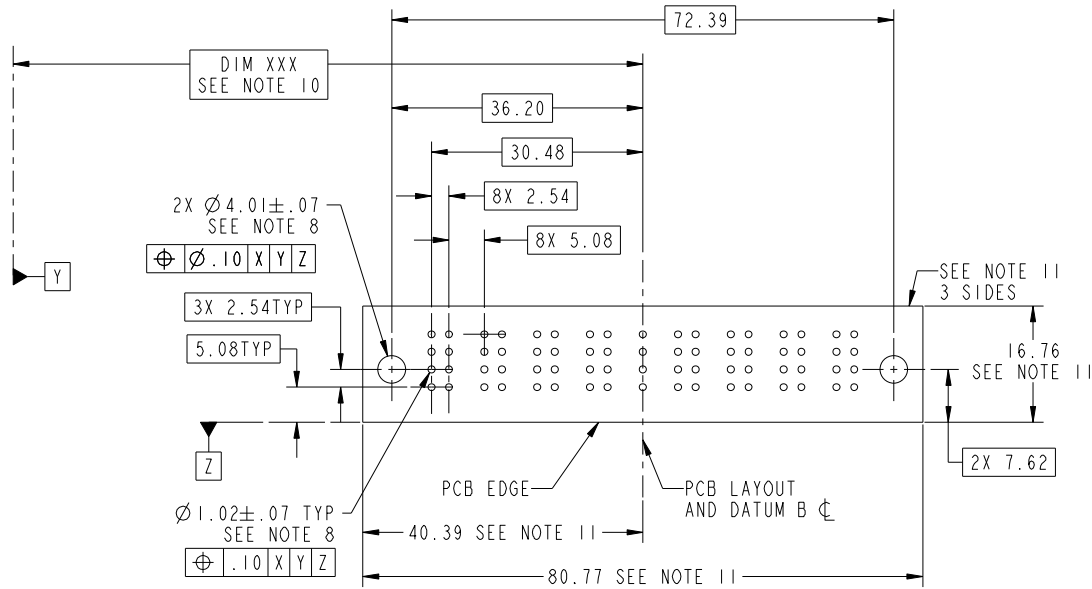 72.39
DIM XXX
SEE NOTE 10
36.20
30.48
8X 2.54
2X Ø4.01±.07
SEE NOTE 8
⌖ Ø.10 X Y Z
8X 5.08
Y
SEE NOTE 11
3 SIDES
3X 2.54TYP
5.08TYP
16.76
SEE NOTE 11
Z
2X 7.62
PCB EDGE
PCB LAYOUT
AND DATUM B ℄
Ø1.02±.07 TYP
SEE NOTE 8
⌖ .10 X Y Z
40.39 SEE NOTE 11
80.77 SEE NOTE 11